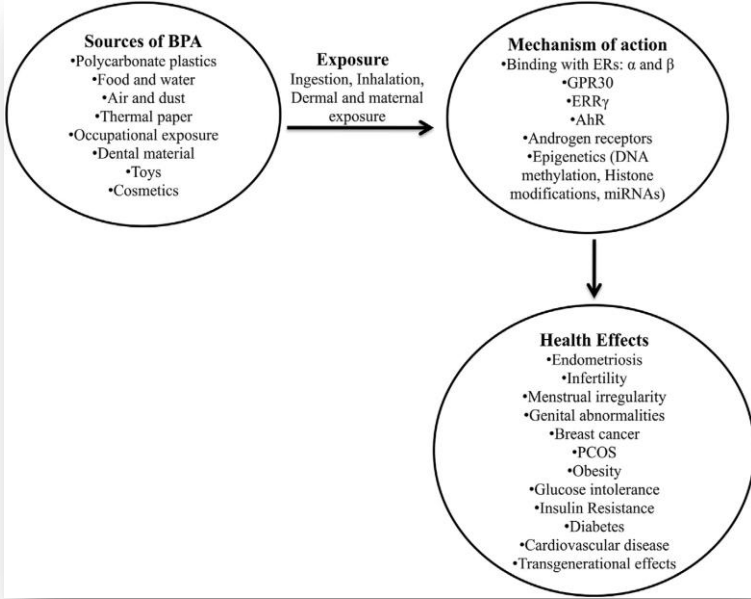 Sources of BPA
•Polycarbonate plastics
•Food and water
•Air and dust
•Thermal paper
•Occupational exposure
•Dental material
•Toys
•Cosmetics
Exposure
Ingestion, Inhalation,
Dermal and maternal
exposure
Mechanism of action
•Binding with ERs: α and β
•GPR30
•ERRγ
•AhR
•Androgen receptors
•Epigenetics (DNA
methylation, Histone
modifications, miRNAs)
Health Effects
•Endometriosis
•Infertility
•Menstrual irregularity
•Genital abnormalities
•Breast cancer
•PCOS
•Obesity
•Glucose intolerance
•Insulin Resistance
•Diabetes
•Cardiovascular disease
•Transgenerational effects